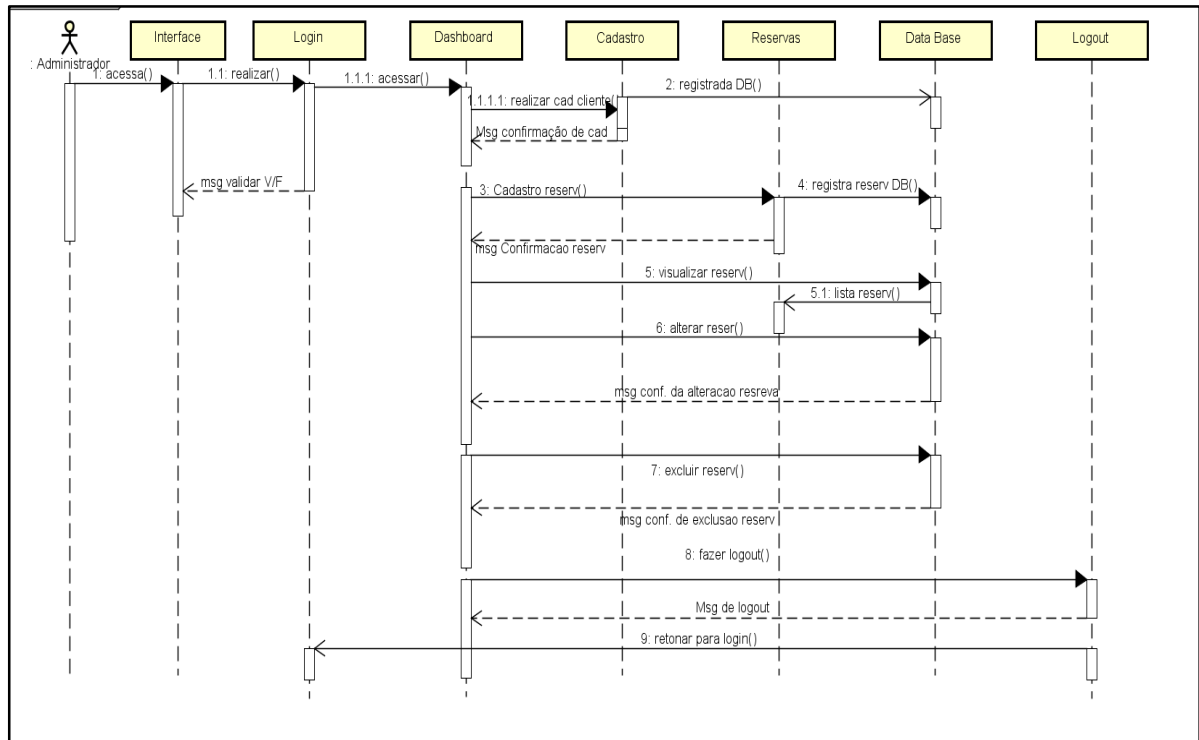 Interface
Login
Dashboard
Cadastro
Reservas
Data Base
Logout
: Administrador
1: acessa()
1.1: realizar()
1.1.1: acessar()
2: registrada DB()
1.1.1.1: realizar cad cliente()
Msg confirmação de cad
msg validar V/F
3: Cadastro reserv()
4: registra reserv DB()
msg Confirmacao reserv
5: visualizar reserv()
5.1: lista reserv()
6: alterar reser()
msg conf. da alteracao resreva
7: excluir reserv()
msg conf. de exclusao reserv
8: fazer logout()
Msg de logout
9: retonar para login()